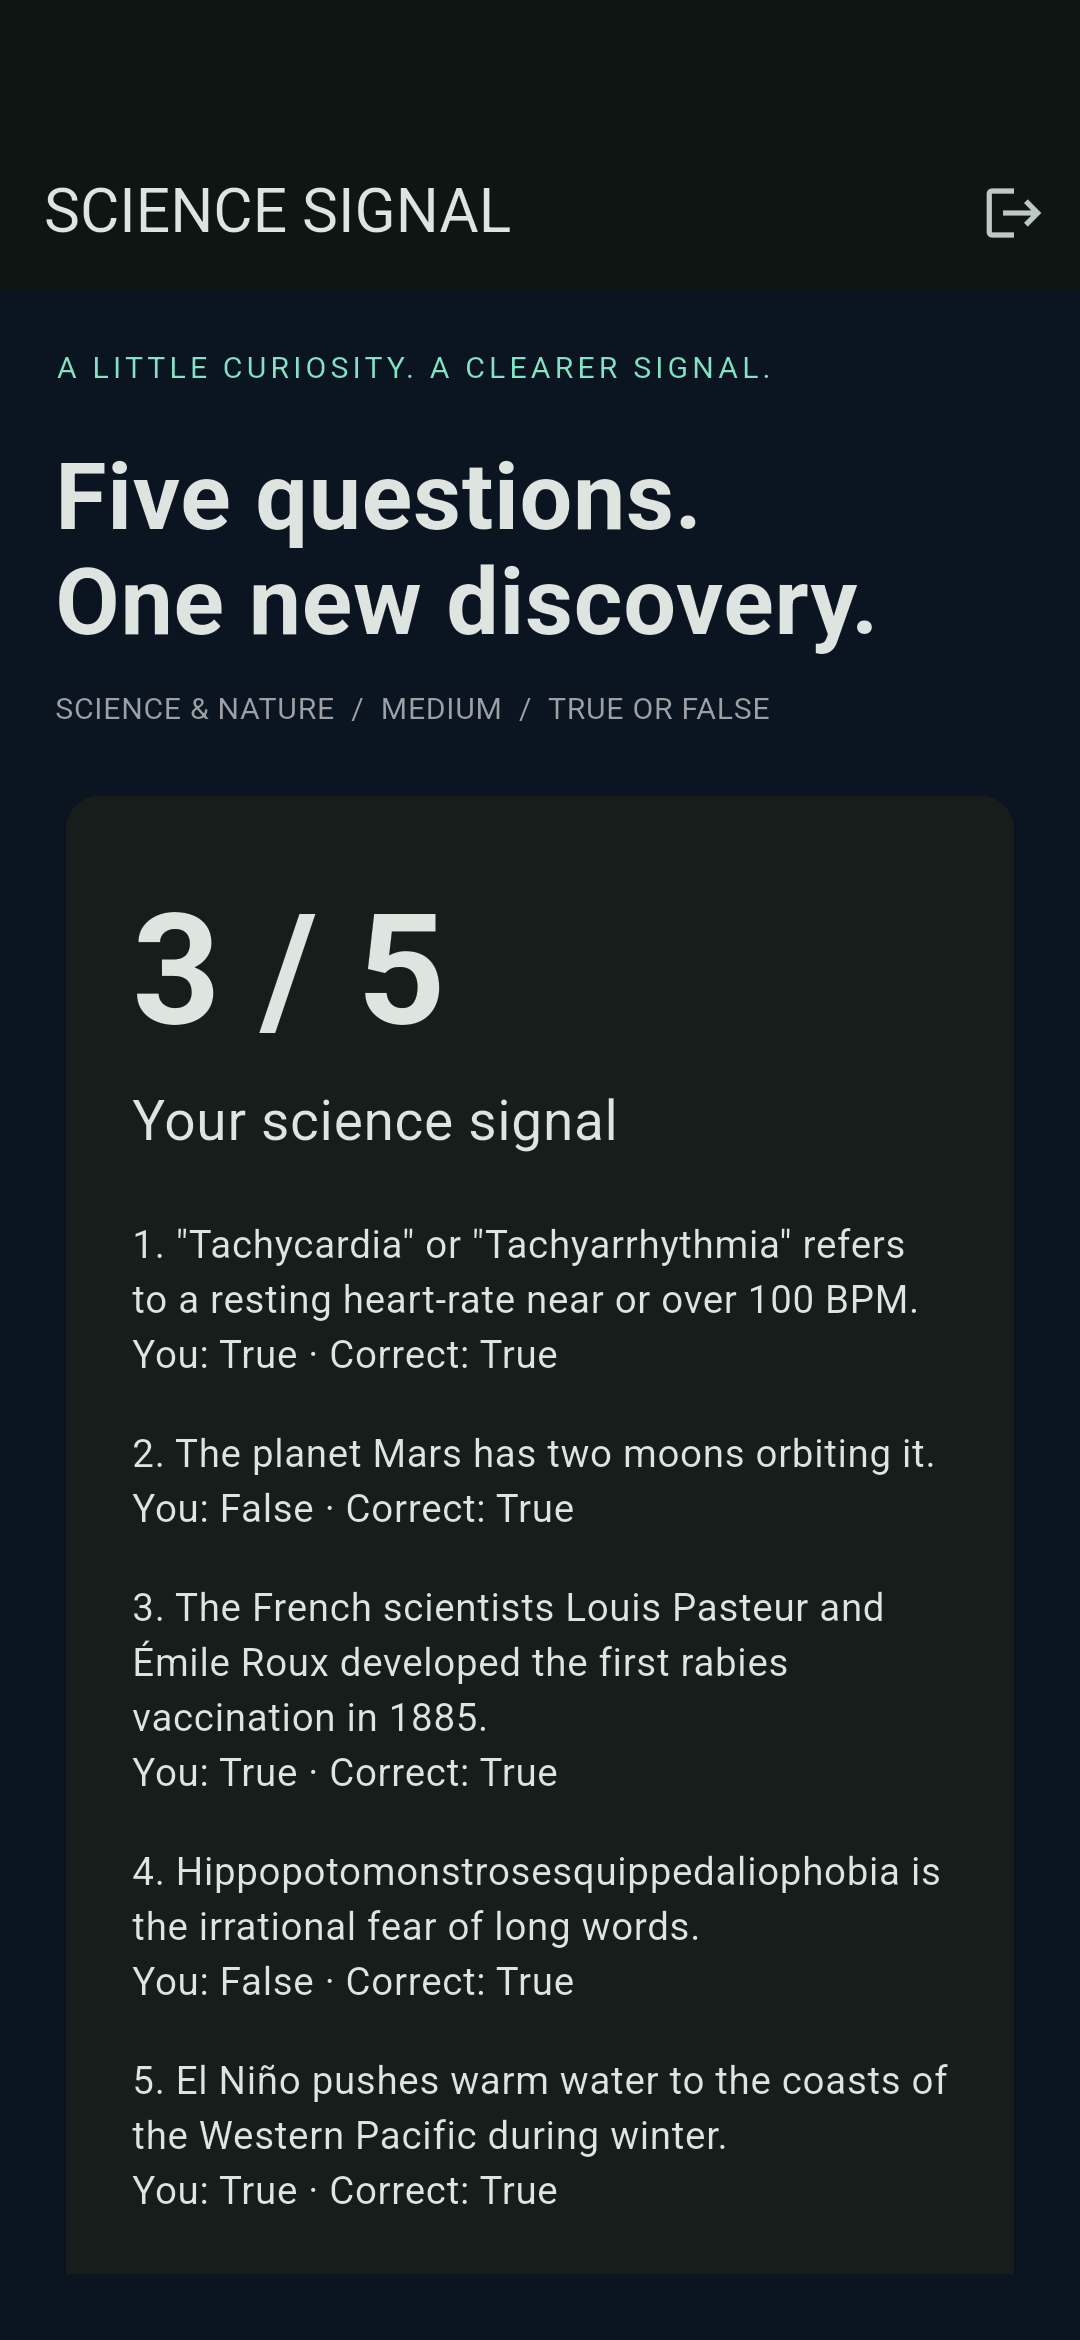 SCIENCE SIGNAL
A LITTLE CURIOSITY. A CLEARER SIGNAL.
Five questions.
One new discovery.
SCIENCE & NATURE / MEDIUM / TRUE OR FALSE
3 / 5
Your science signal
1. "Tachycardia" or "Tachyarrhythmia" refers
to a resting heart-rate near or over 100 BPM.
You: True · Correct: True
2. The planet Mars has two moons orbiting it.
You: False · Correct: True
3. The French scientists Louis Pasteur and
Émile Roux developed the first rabies
vaccination in 1885.
You: True · Correct: True
4. Hippopotomonstrosesquippedaliophobia is
the irrational fear of long words.
You: False · Correct: True
5. El Niño pushes warm water to the coasts of
the Western Pacific during winter.
You: True · Correct: True